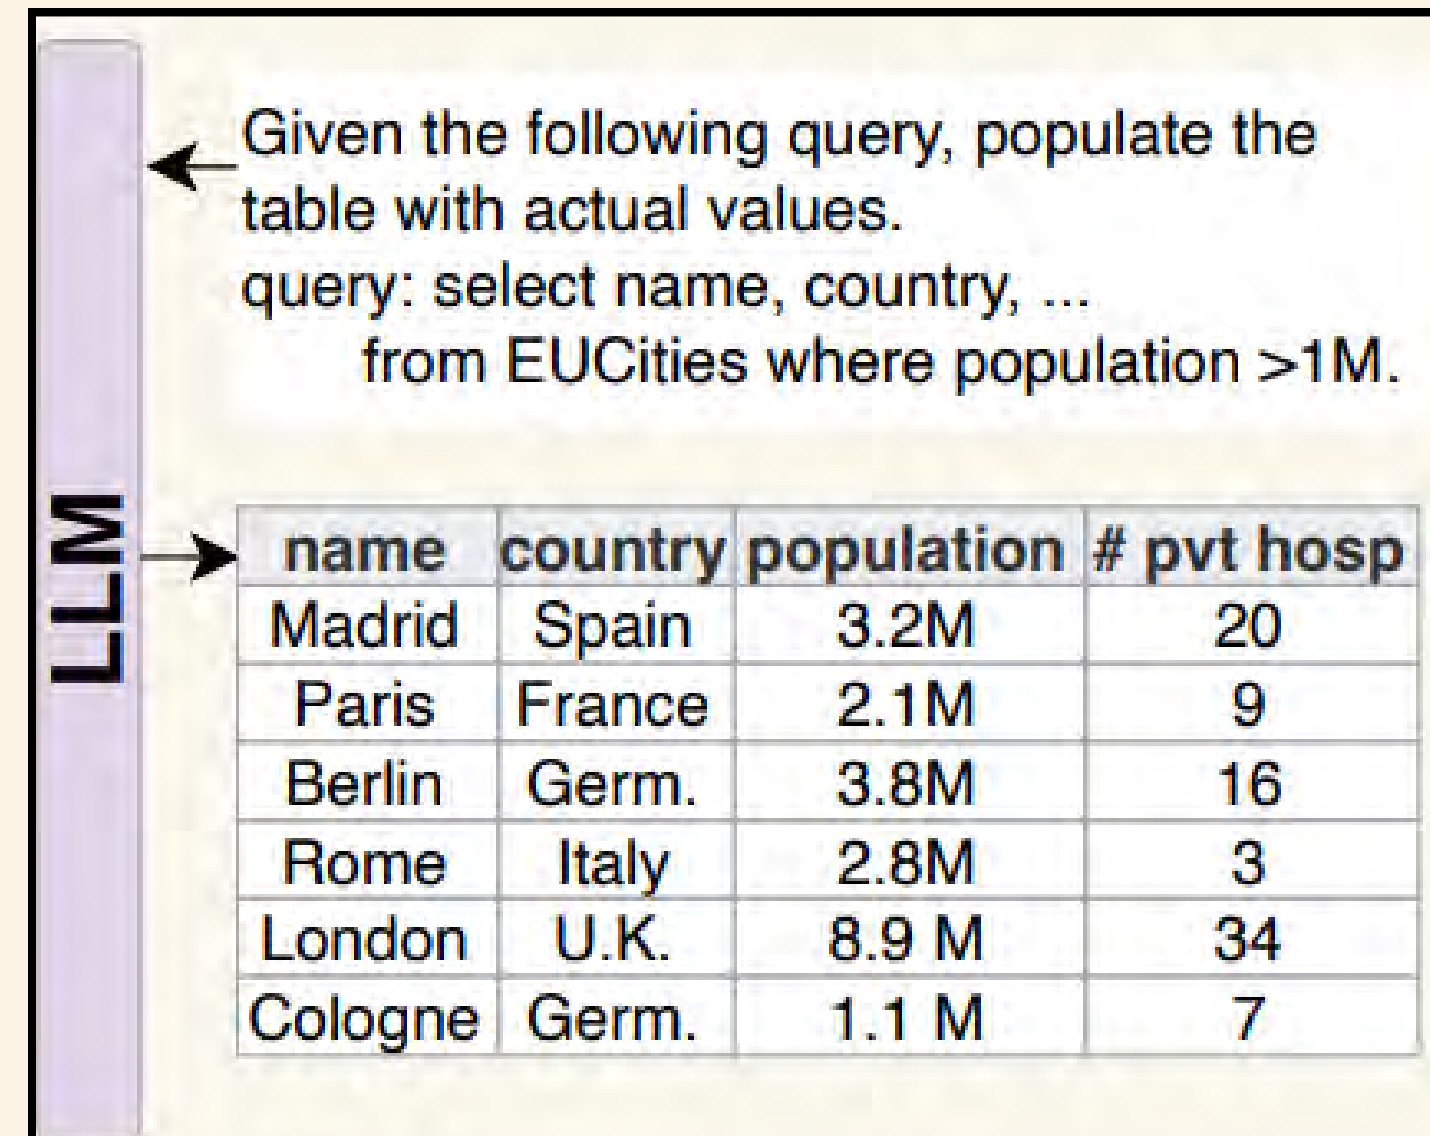 LLM
Given the following query, populate the
table with actual values.
query: select name, country, ...
from EUCities where population >1M.
name country population # pvt hosp
Madrid Spain 3.2M 20
Paris France 2.1M 9
Berlin Germ. 3.8M 16
Rome Italy 2.8M 3
London U.K. 8.9 M 34
Cologne Germ. 1.1 M 7